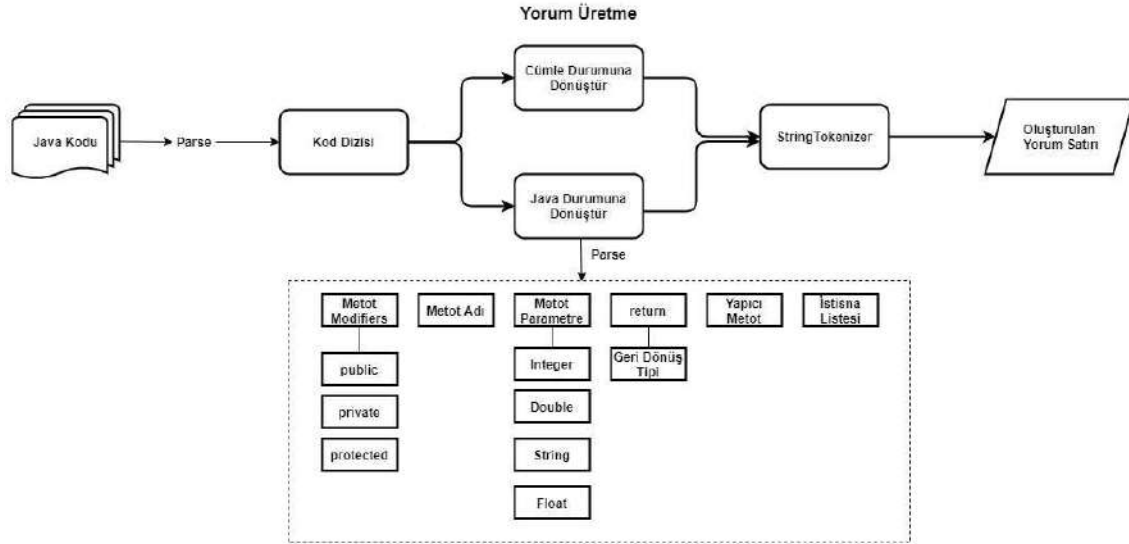 Yorum Üretme
Cümle Durumuna
Dönüştür
Java Kodu
Parse
Kod Dizisi
StringTokenizer
Oluşturulan
Yorum Satırı
Java Durumuna
Dönüştür
Parse
Metot
Modifiers
Metot Adı
Metot
Parametre
return
Yapıcı
Metot
İstisna
Listesi
public
Integer
Geri Dönüş
Tipi
private
Double
protected
String
Float